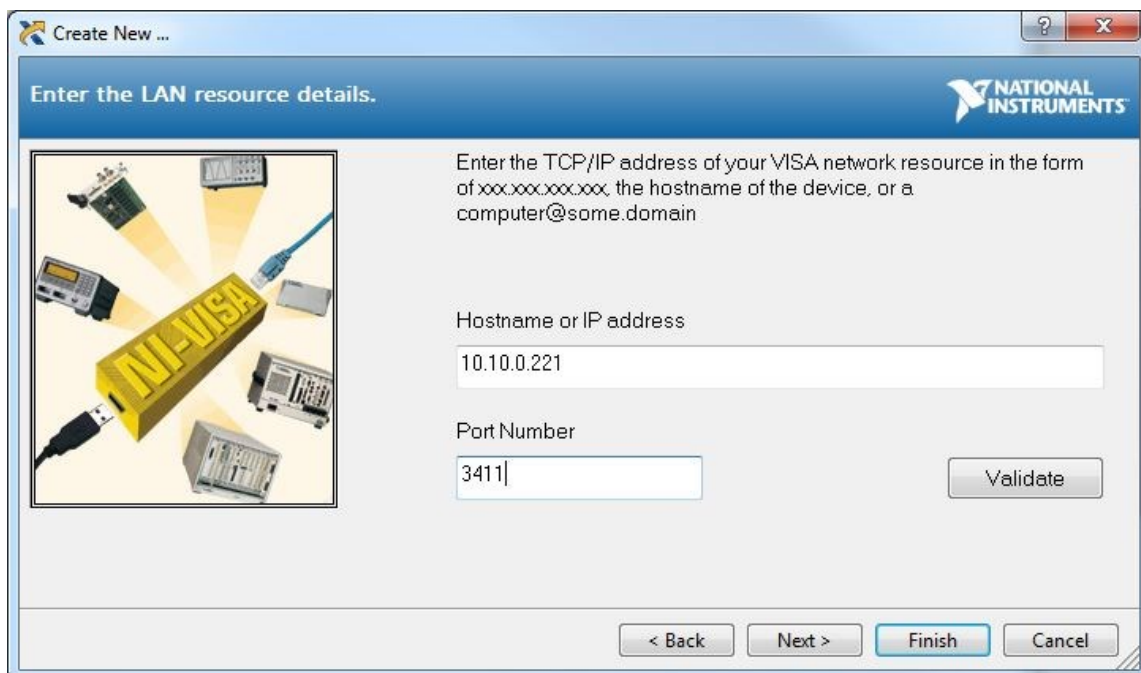 Create New ...
Enter the LAN resource details.
NATIONAL
INSTRUMENTS
NI-VISA
Enter the TCP/IP address of your VISA network resource in the form
of xxx.xxx.xxx.xxx, the hostname of the device, or a
computer@some.domain
Hostname or IP address
10.10.0.221
Port Number
3411
Validate
< Back
Next >
Finish
Cancel